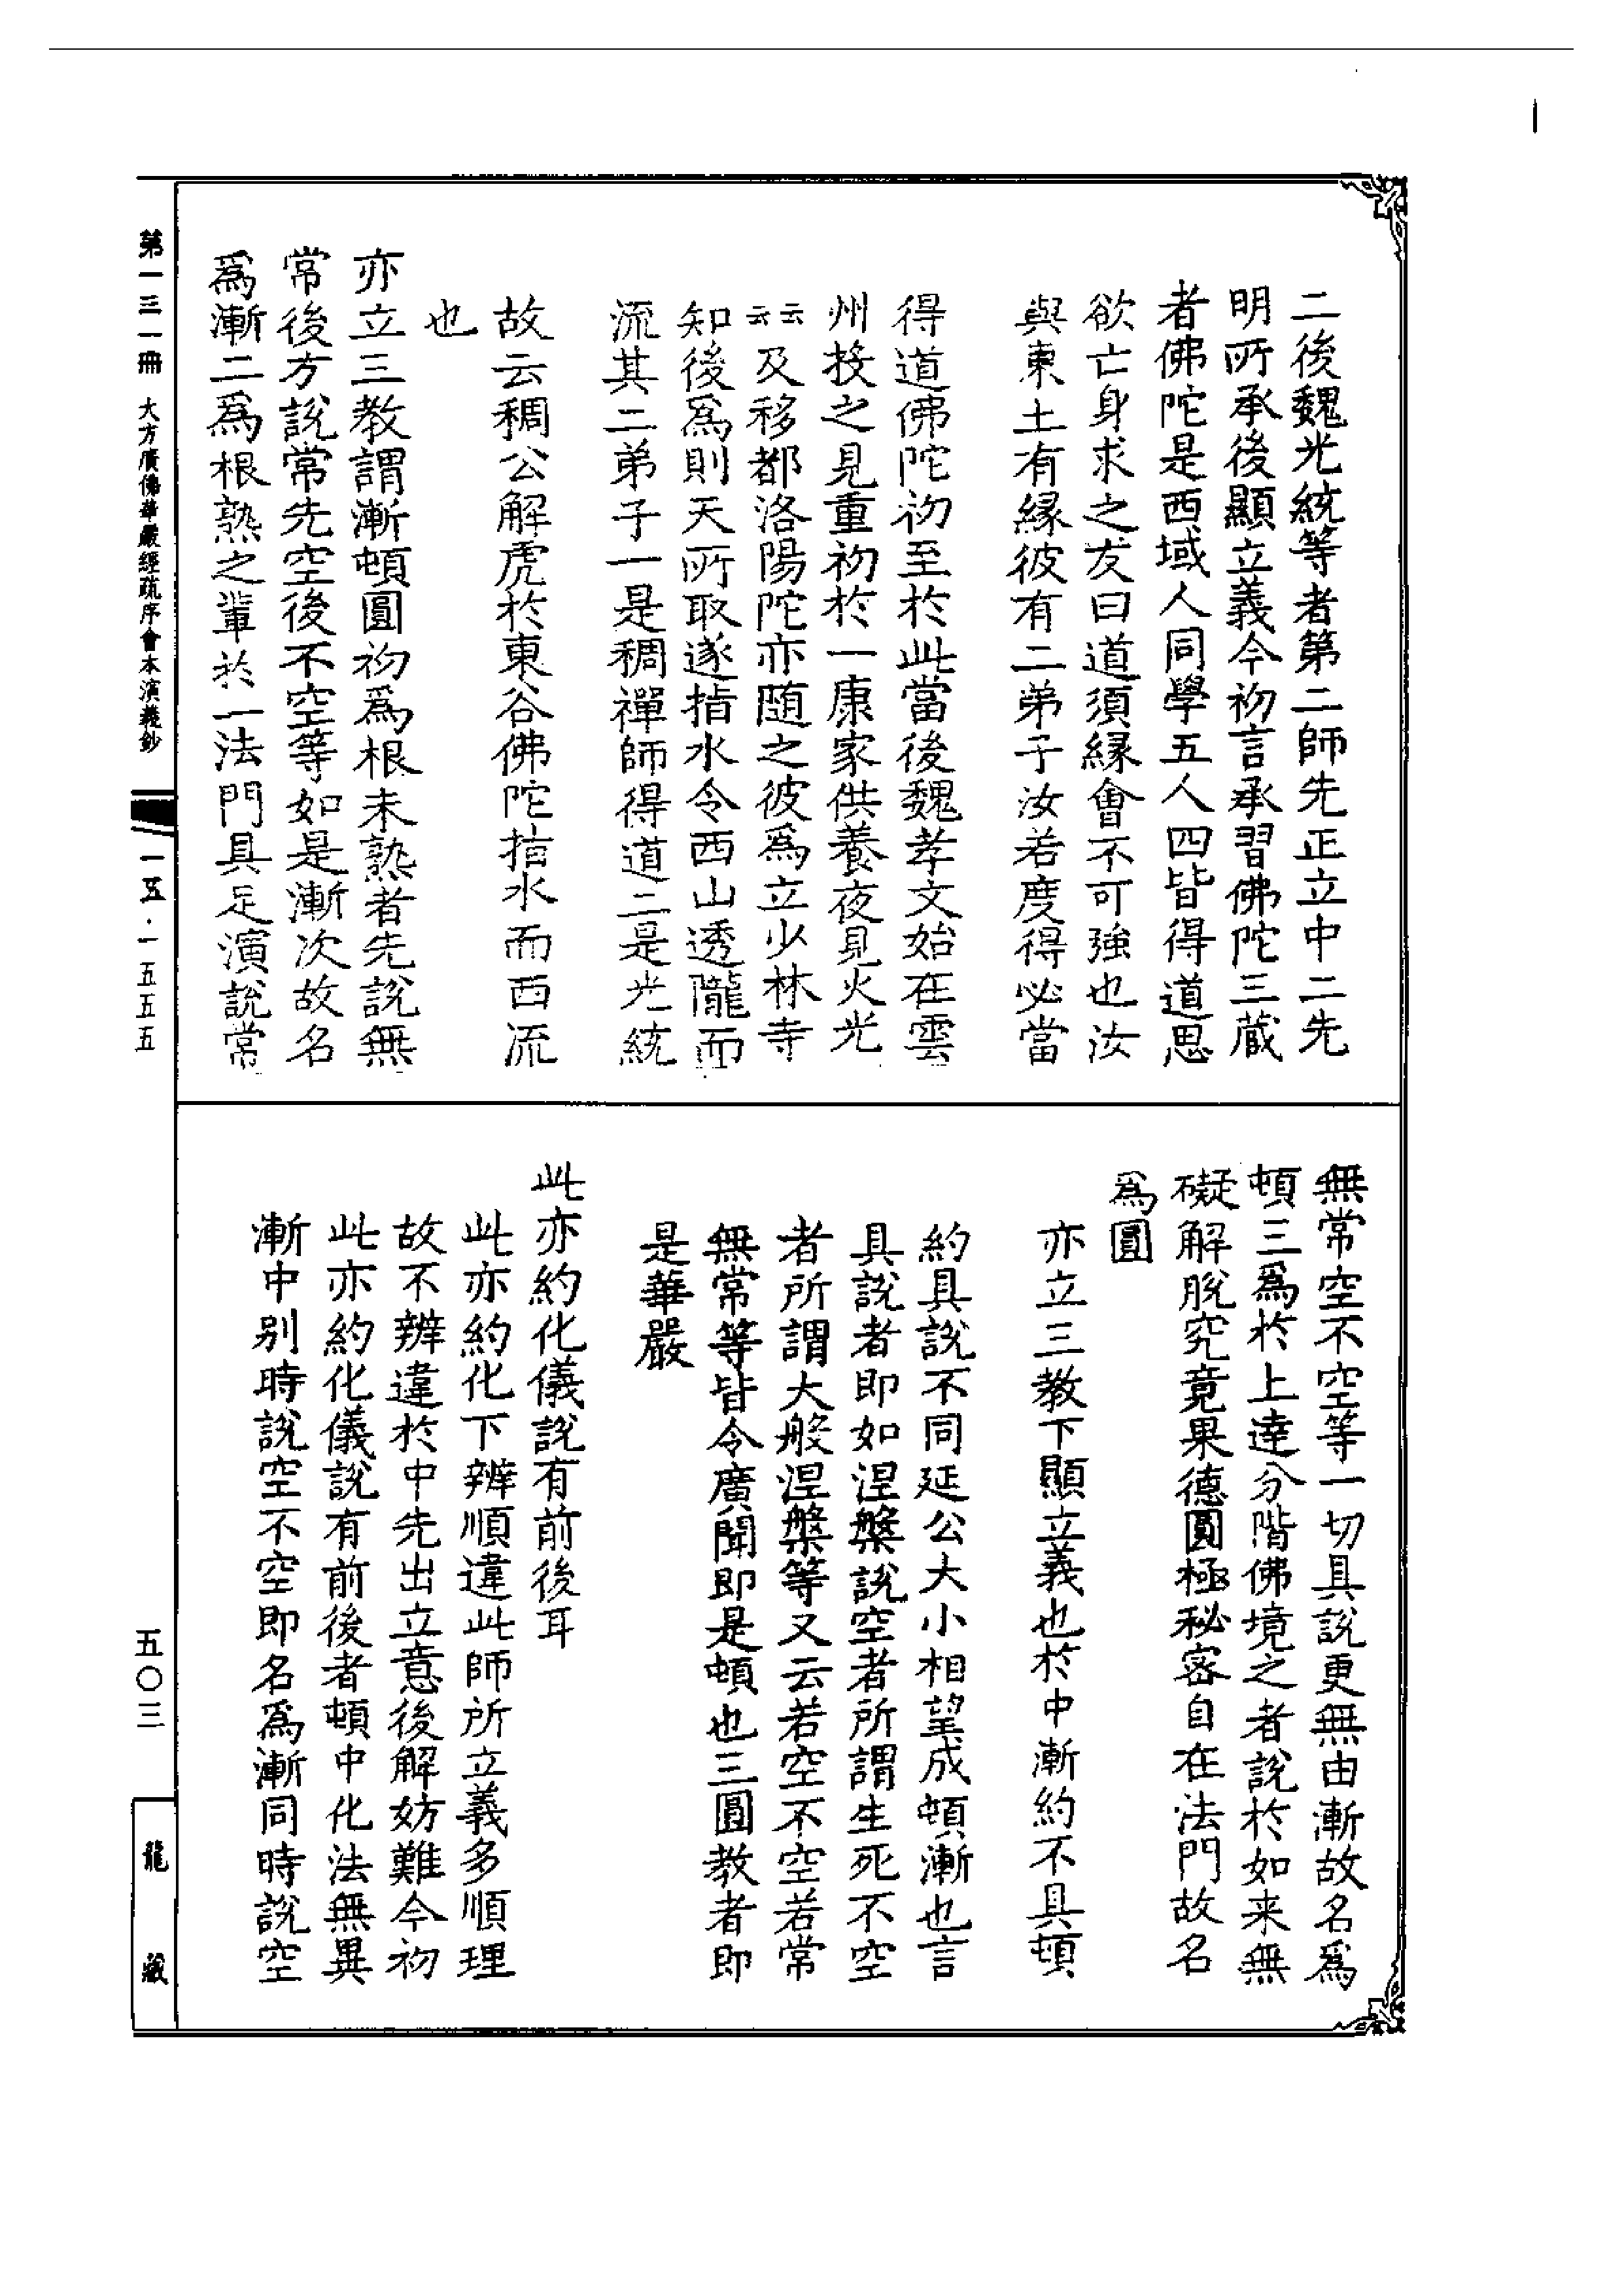 二後魏光統等者第二師先正立中二先
明所承後顯立義今初言承習佛陀三藏
者佛陀是西域人同學五人四皆得道思
欲亡身求之友曰道須緣會不可強也汝
與東土有緣彼有二弟子汝若度得必當
得道佛陀初至於此當後魏孝文始在雲
州投之見重初於一康家供養夜見火光
云云及移都洛陽陀亦随之彼爲立少林寺
知後爲則天所取遂指水令西山透隴而
流其二弟子一是稠禪師得道二是光統
故云稠公解虎於東谷佛陀指水而西流
也
亦立三教謂漸頓圓初爲根未熟者先説無
常後方説常先空後不空等如是漸次故名
爲漸二爲根熟之輩於一法門具足演説常
無常空不空等一切具説更無由漸故名爲
頓三爲於上達分階佛境之者説於如来無
礙解脫究竟果德圓極秘密自在法門故名
爲圓
亦立三教下顯立義也於中漸約不具頓
約具説不同延公大小相望成頓漸也言
具説者即如涅槃説空者所謂生死不空
者所謂大般涅槃等又云若空不空若常
無常等皆令廣聞即是頓也三圓教者即
是華嚴
此亦約化儀説有前後耳
此亦約化下辨順違此師所立義多順理
故不辨違於中先出立意後解妨難今初
此亦約化儀説有前後者頓中化法無異
漸中别時説空不空即名爲漸同時説空
第一三一冊 大方廣佛華嚴經疏序會本演義鈔
一五·一五五五
五〇三
龍藏